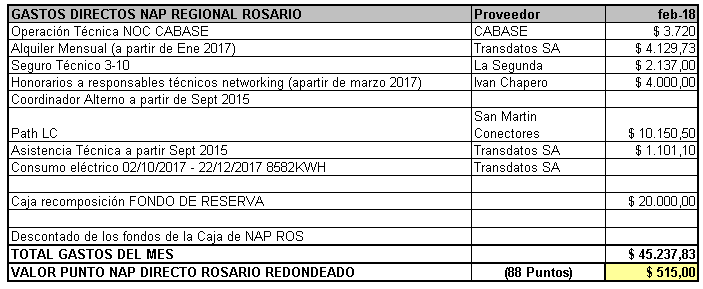 GASTOS DIRECTOS NAP REGIONAL ROSARIO Proveedor feb-18
Operación Técnica NOC CABASE CABASE $ 3.720
Alquiler Mensual (a partir de Ene 2017) Transdatos SA $ 4.129,73
Seguro Técnico 3-10 La Segunda $ 2.137,00
Honorarios a responsables técnicos networking (apartir de marzo 2017) Ivan Chapero $ 4.000,00
Coordinador Alterno a partir de Sept 2015
San Martin
Path LC Conectores $ 10.150,50
Asistencia Técnica a partir Sept 2015 Transdatos SA $ 1.101,10
Consumo eléctrico 02/10/2017 - 22/12/2017 8582KWH Transdatos SA
Caja recomposición FONDO DE RESERVA $ 20.000,00
Descontado de los fondos de la Caja de NAP ROS
TOTAL GASTOS DEL MES $ 45.237,83
VALOR PUNTO NAP DIRECTO ROSARIO REDONDEADO (88 Puntos) $ 515,00